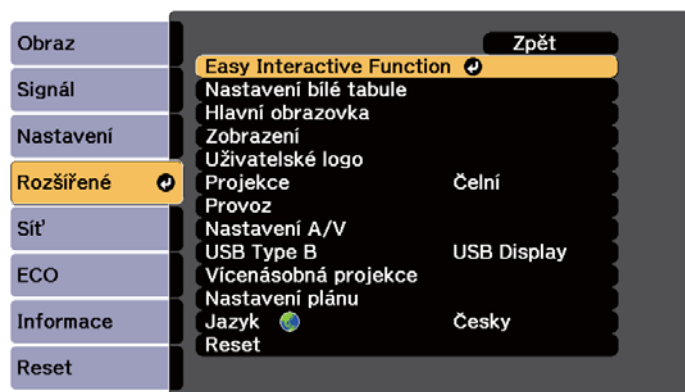 Obraz
Signál
Nastavení
Rozšířené
Síť
ECO
Informace
Reset
Zpět
Easy Interactive Function
Nastavení bílé tabule
Hlavní obrazovka
Zobrazení
Uživatelské logo
Projekce Čelní
Provoz
Nastavení A/V
USB Type B USB Display
Vícenásobná projekce
Nastavení plánu
Jazyk Česky
Reset